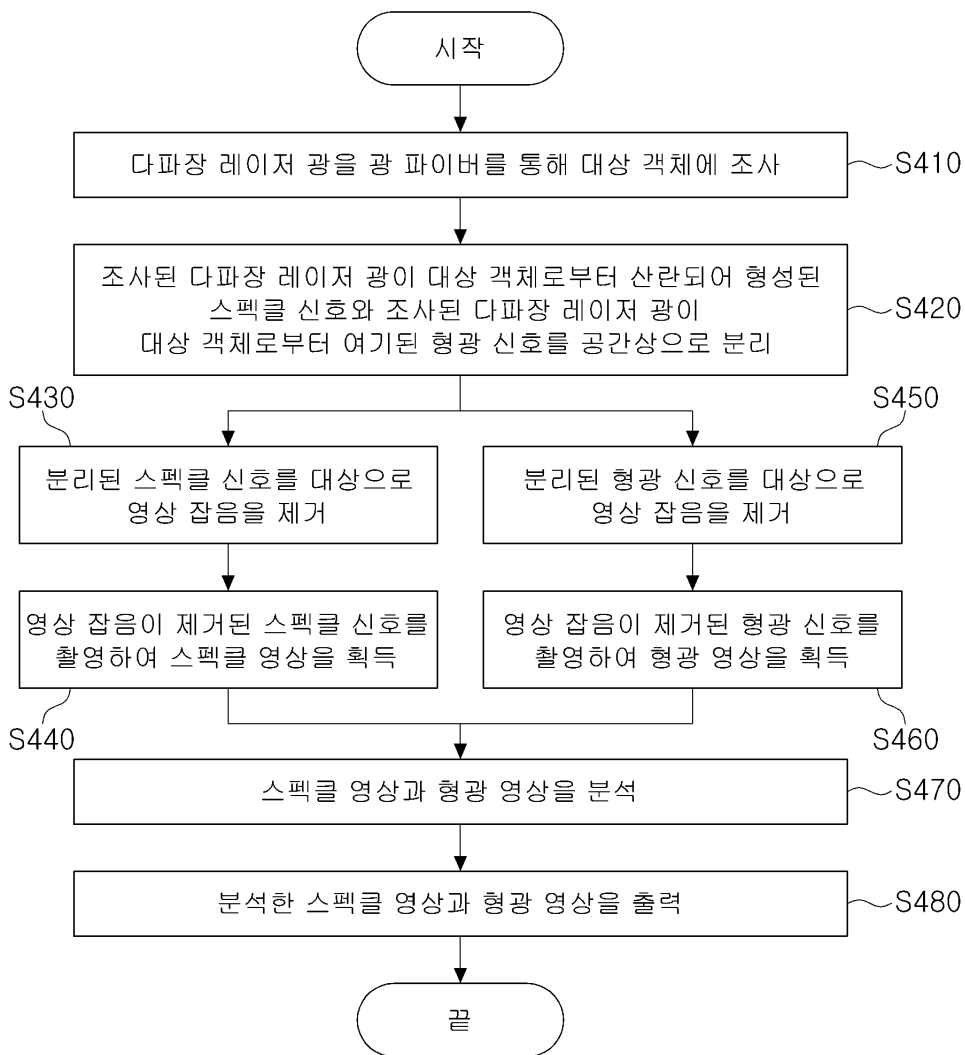 시작
다파장 레이저 광을 광 파이버를 통해 대상 객체에 조사
S410
조사된 다파장 레이저 광이 대상 객체로부터 산란되어 형성된
스펙클 신호와 조사된 다파장 레이저 광이
대상 객체로부터 여기된 형광 신호를 공간상으로 분리
S420
S430
분리된 스펙클 신호를 대상으로
영상 잡음을 제거
S450
분리된 형광 신호를 대상으로
영상 잡음을 제거
영상 잡음이 제거된 스펙클 신호를
촬영하여 스펙클 영상을 획득
S440
영상 잡음이 제거된 형광 신호를
촬영하여 형광 영상을 획득
S460
스펙클 영상과 형광 영상을 분석
S470
분석한 스펙클 영상과 형광 영상을 출력
S480
끝